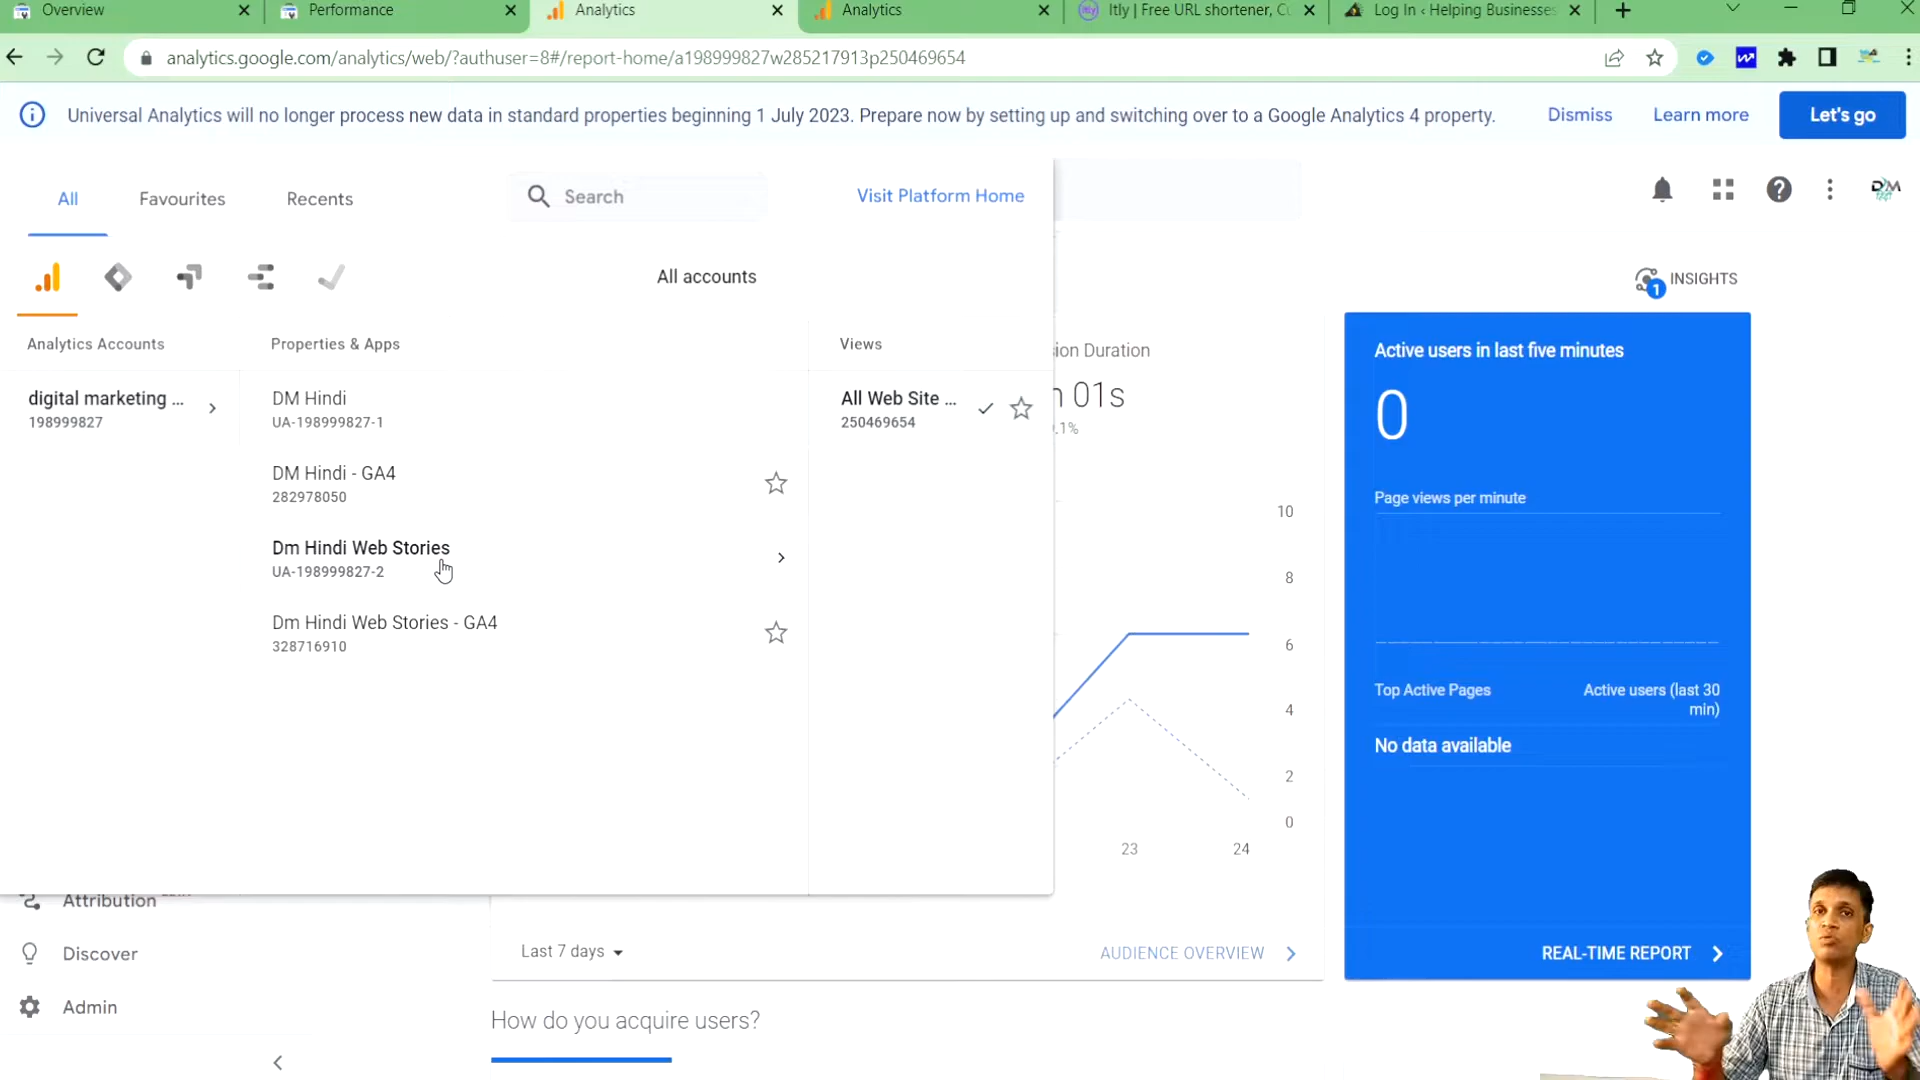 Overview
Performance
Analytics
Analytics
itly | Free URL shortener, Cu
Log In ‹ Helping Businesses
analytics.google.com/analytics/web/?authuser=8#/report-home/a198999827w285217913p250469654
Universal Analytics will no longer process new data in standard properties beginning 1 July 2023. Prepare now by setting up and switching over to a Google Analytics 4 property.
Dismiss
Learn more
Let's go
All
Favourites
Recents
Search
Visit Platform Home
All accounts
1
INSIGHTS
Analytics Accounts
Properties & Apps
Views
digital marketing ...
198999827
DM Hindi
UA-198999827-1
DM Hindi - GA4
282978050
Dm Hindi Web Stories
UA-198999827-2
Dm Hindi Web Stories - GA4
328716910
All Web Site ...
250469654
ion Duration
01s
.1%
10
8
6
4
2
0
23
24
Active users in last five minutes
0
Page views per minute
Top Active Pages
Active users (last 30
min)
No data available
REAL-TIME REPORT
Attribution
Discover
Admin
Last 7 days
AUDIENCE OVERVIEW
How do you acquire users?